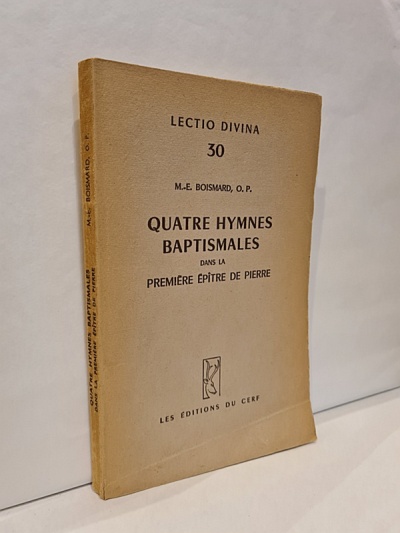 LECTIO DIVINA
30
M.-E. BOISMARD, O. P.
QUATRE HYMNES
BAPTISMALES
DANS LA
PREMIÈRE ÉPÎTRE DE PIERRE
LES ÉDITIONS DU CERF
M.-E. BOISMARD, O. P.
QUATRE HYMNES BAPTISMALES
DANS LA PREMIÈRE ÉPÎTRE DE PIERRE